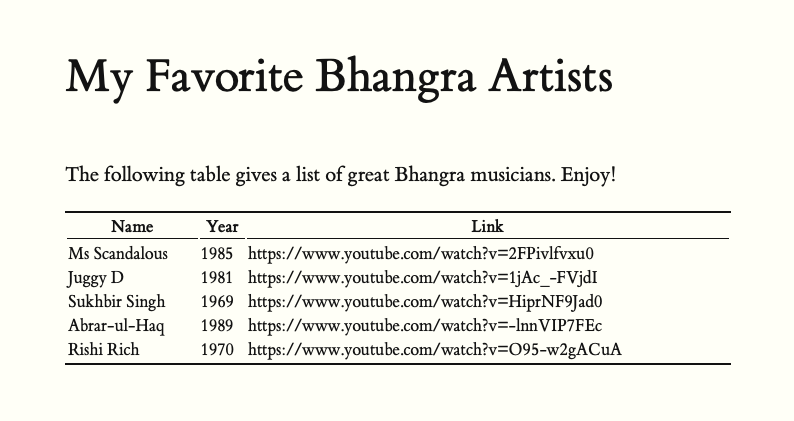 My Favorite Bhangra Artists
The following table gives a list of great Bhangra musicians. Enjoy!
Name Year Link
Ms Scandalous 1985 https://www.youtube.com/watch?v=2FPivlfvxu0
Juggy D 1981 https://www.youtube.com/watch?v=1jAc_-FVjdI
Sukhbir Singh 1969 https://www.youtube.com/watch?v=HiprNF9Jad0
Abrar-ul-Haq 1989 https://www.youtube.com/watch?v=-lnnVIP7FEc
Rishi Rich 1970 https://www.youtube.com/watch?v=O95-w2gACuA